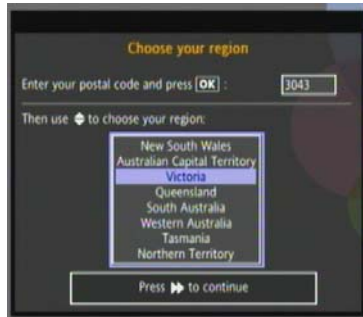 Choose your region
Enter your postal code and press OK : 3043
Then use to choose your region:
New South Wales
Australian Capital Territory
Victoria
Queensland
South Australia
Western Australia
Tasmania
Northern Territory
Press to continue